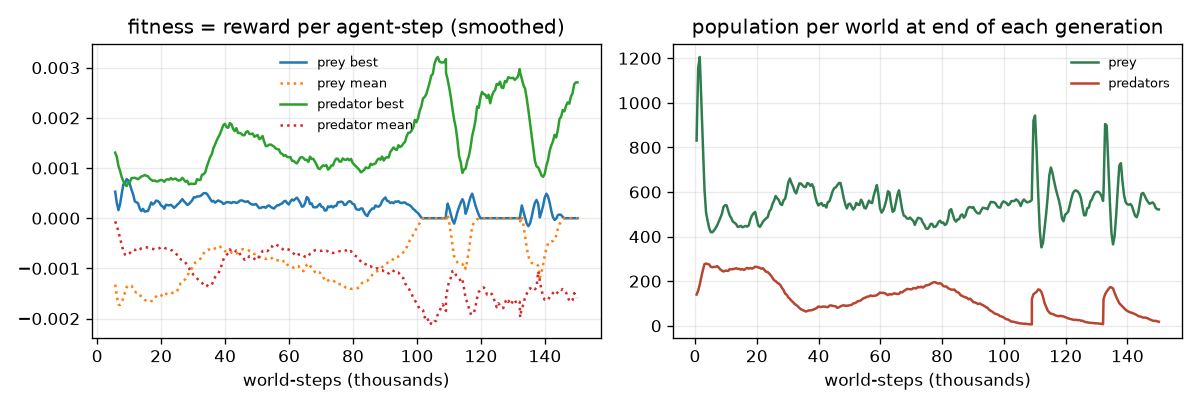 fitness = reward per agent-step (smoothed)
0.003
0.002
0.001
0.000
−0.001
−0.002
prey best
prey mean
predator best
predator mean
0 20 40 60 80 100 120 140
world-steps (thousands)
population per world at end of each generation
1200
1000
800
600
400
200
0
prey
predators
0 20 40 60 80 100 120 140
world-steps (thousands)